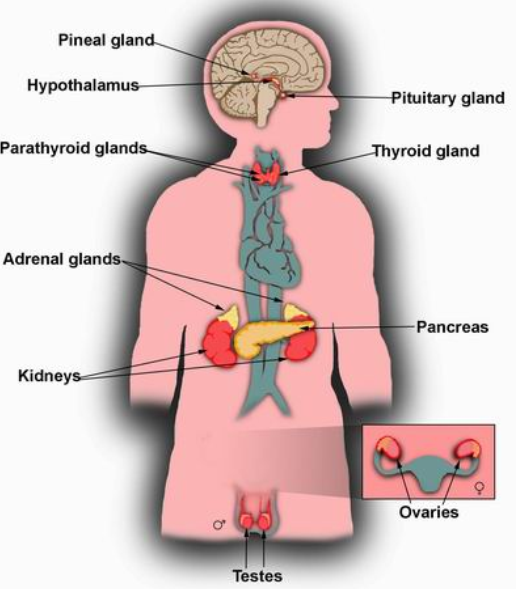 Pineal gland
Hypothalamus
Pituitary gland
Parathyroid glands
Thyroid gland
Adrenal glands
Pancreas
Kidneys
♀
Ovaries
♂
Testes